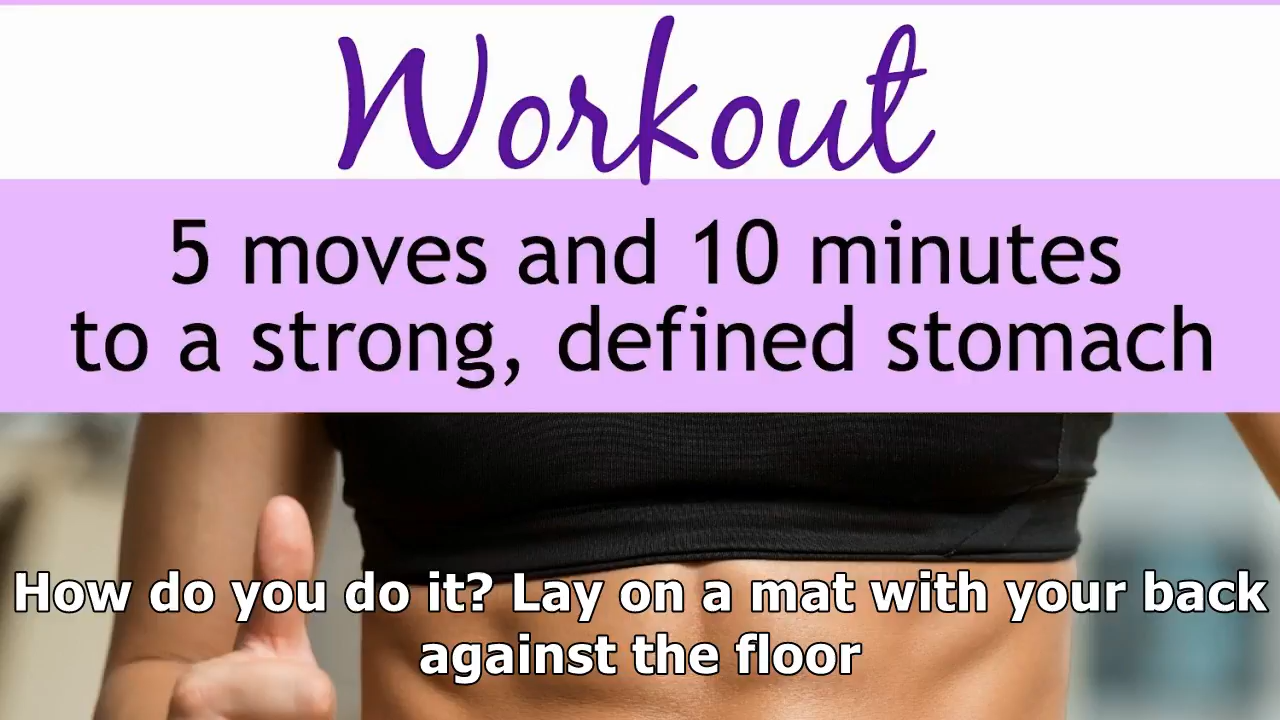 Workout
5 moves and 10 minutes
to a strong, defined stomach
How do you do it? Lay on a mat with your back
against the floor